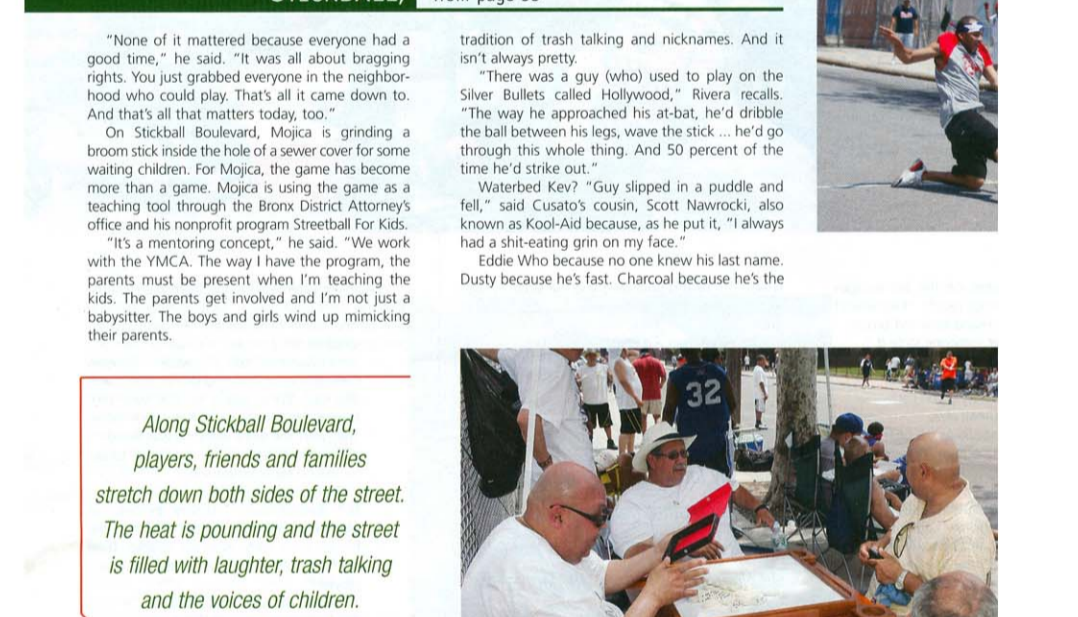 "None of it mattered because everyone had a
good time," he said. "It was all about bragging
rights. You just grabbed everyone in the neighbor-
hood who could play. That's all it came down to.
And that's all that matters today, too."
On Stickball Boulevard, Mojica is grinding a
broom stick inside the hole of a sewer cover for some
waiting children. For Mojica, the game has become
more than a game. Mojica is using the game as a
teaching tool through the Bronx District Attorney's
office and his nonprofit program Streetball For Kids.
"It's a mentoring concept," he said. "We work
with the YMCA. The way I have the program, the
parents must be present when I'm teaching the
kids. The parents get involved and I'm not just a
babysitter. The boys and girls wind up mimicking
their parents.
Along Stickball Boulevard,
players, friends and families
stretch down both sides of the street.
The heat is pounding and the street
is filled with laughter, trash talking
and the voices of children.
tradition of trash talking and nicknames. And it
isn't always pretty.
"There was a guy (who) used to play on the
Silver Bullets called Hollywood," Rivera recalls.
"The way he approached his at-bat, he'd dribble
the ball between his legs, wave the stick ... he'd go
through this whole thing. And 50 percent of the
time he'd strike out."
Waterbed Kev? "Guy slipped in a puddle and
fell," said Cusato's cousin, Scott Nawrocki, also
known as Kool-Aid because, as he put it, "I always
had a shit-eating grin on my face."
Eddie Who because no one knew his last name.
Dusty because he's fast. Charcoal because he's the
32